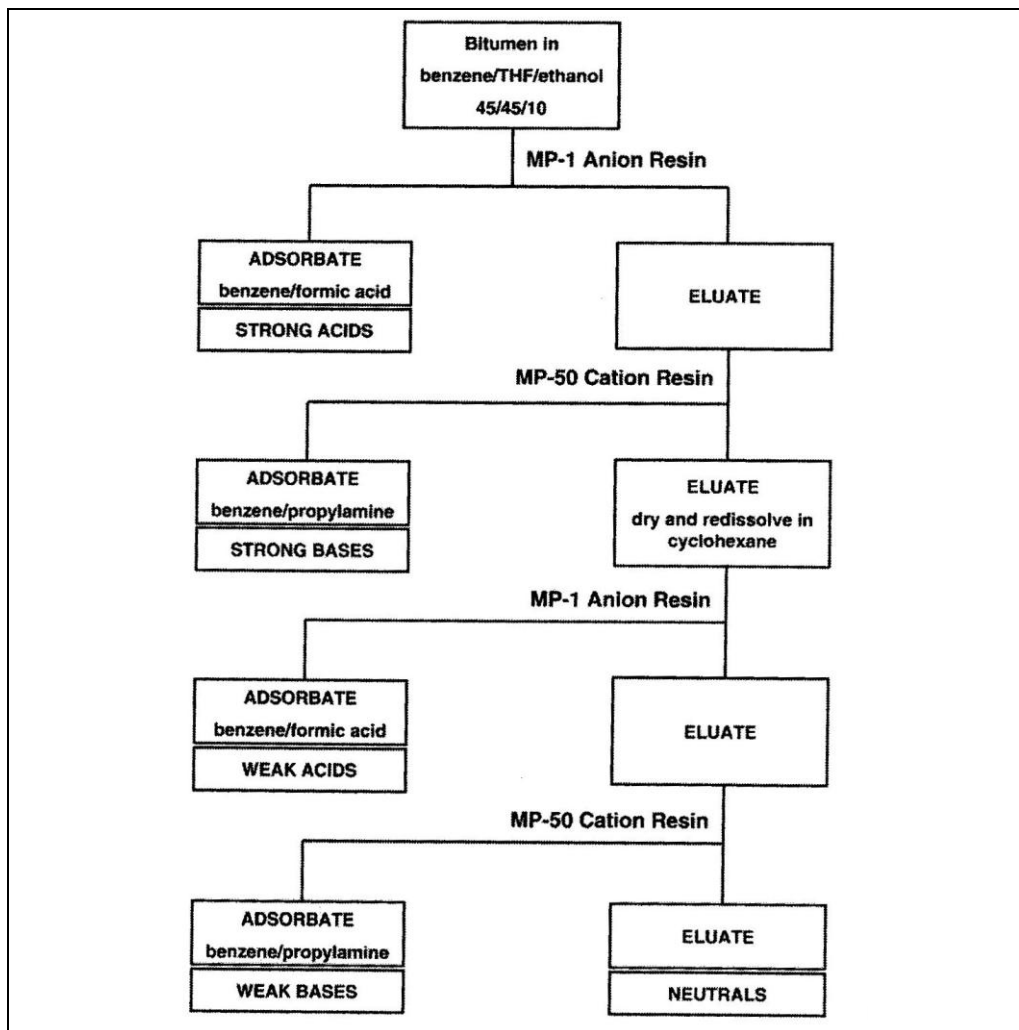 Bitumen in
benzene/THF/ethanol
45/45/10
MP-1 Anion Resin
ADSORBATE
benzene/formic acid
STRONG ACIDS
ELUATE
MP-50 Cation Resin
ADSORBATE
benzene/propylamine
STRONG BASES
ELUATE
dry and redissolve in
cyclohexane
MP-1 Anion Resin
ADSORBATE
benzene/formic acid
WEAK ACIDS
ELUATE
MP-50 Cation Resin
ADSORBATE
benzene/propylamine
WEAK BASES
ELUATE
NEUTRALS